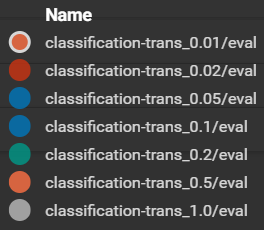 Name
classification-trans_0.01/eval
classification-trans_0.02/eval
classification-trans_0.05/eval
classification-trans_0.1/eval
classification-trans_0.2/eval
classification-trans_0.5/eval
classification-trans_1.0/eval